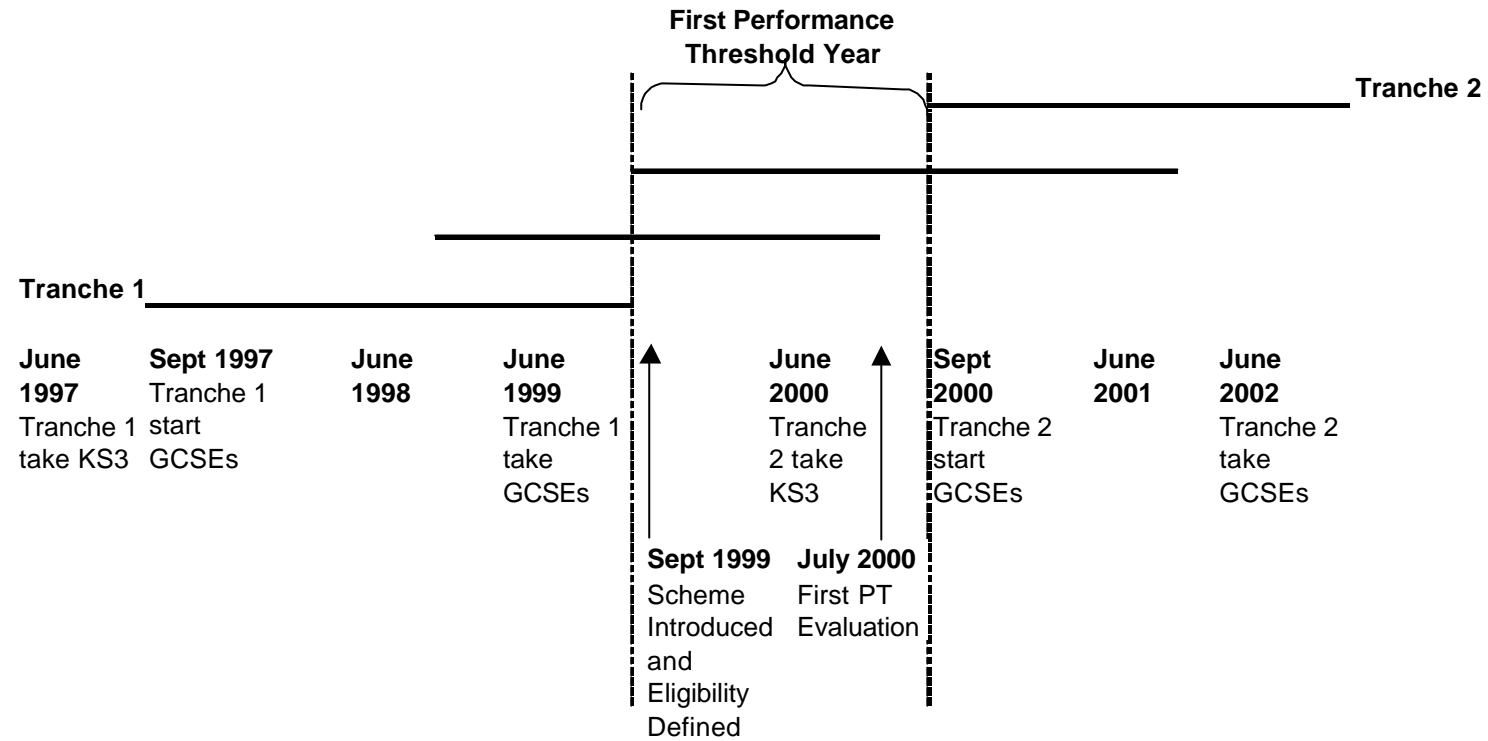 First Performance
Threshold Year
Tranche 2
Tranche 1
June
1997
Tranche 1
take KS3
Sept 1997
Tranche 1
start
GCSEs
June
1998
June
1999
Tranche 1
take
GCSEs
June
2000
Tranche
2 take
KS3
Sept
2000
Tranche 2
start
GCSEs
June
2001
June
2002
Tranche 2
take
GCSEs
Sept 1999
Scheme
Introduced
and
Eligibility
Defined
July 2000
First PT
Evaluation